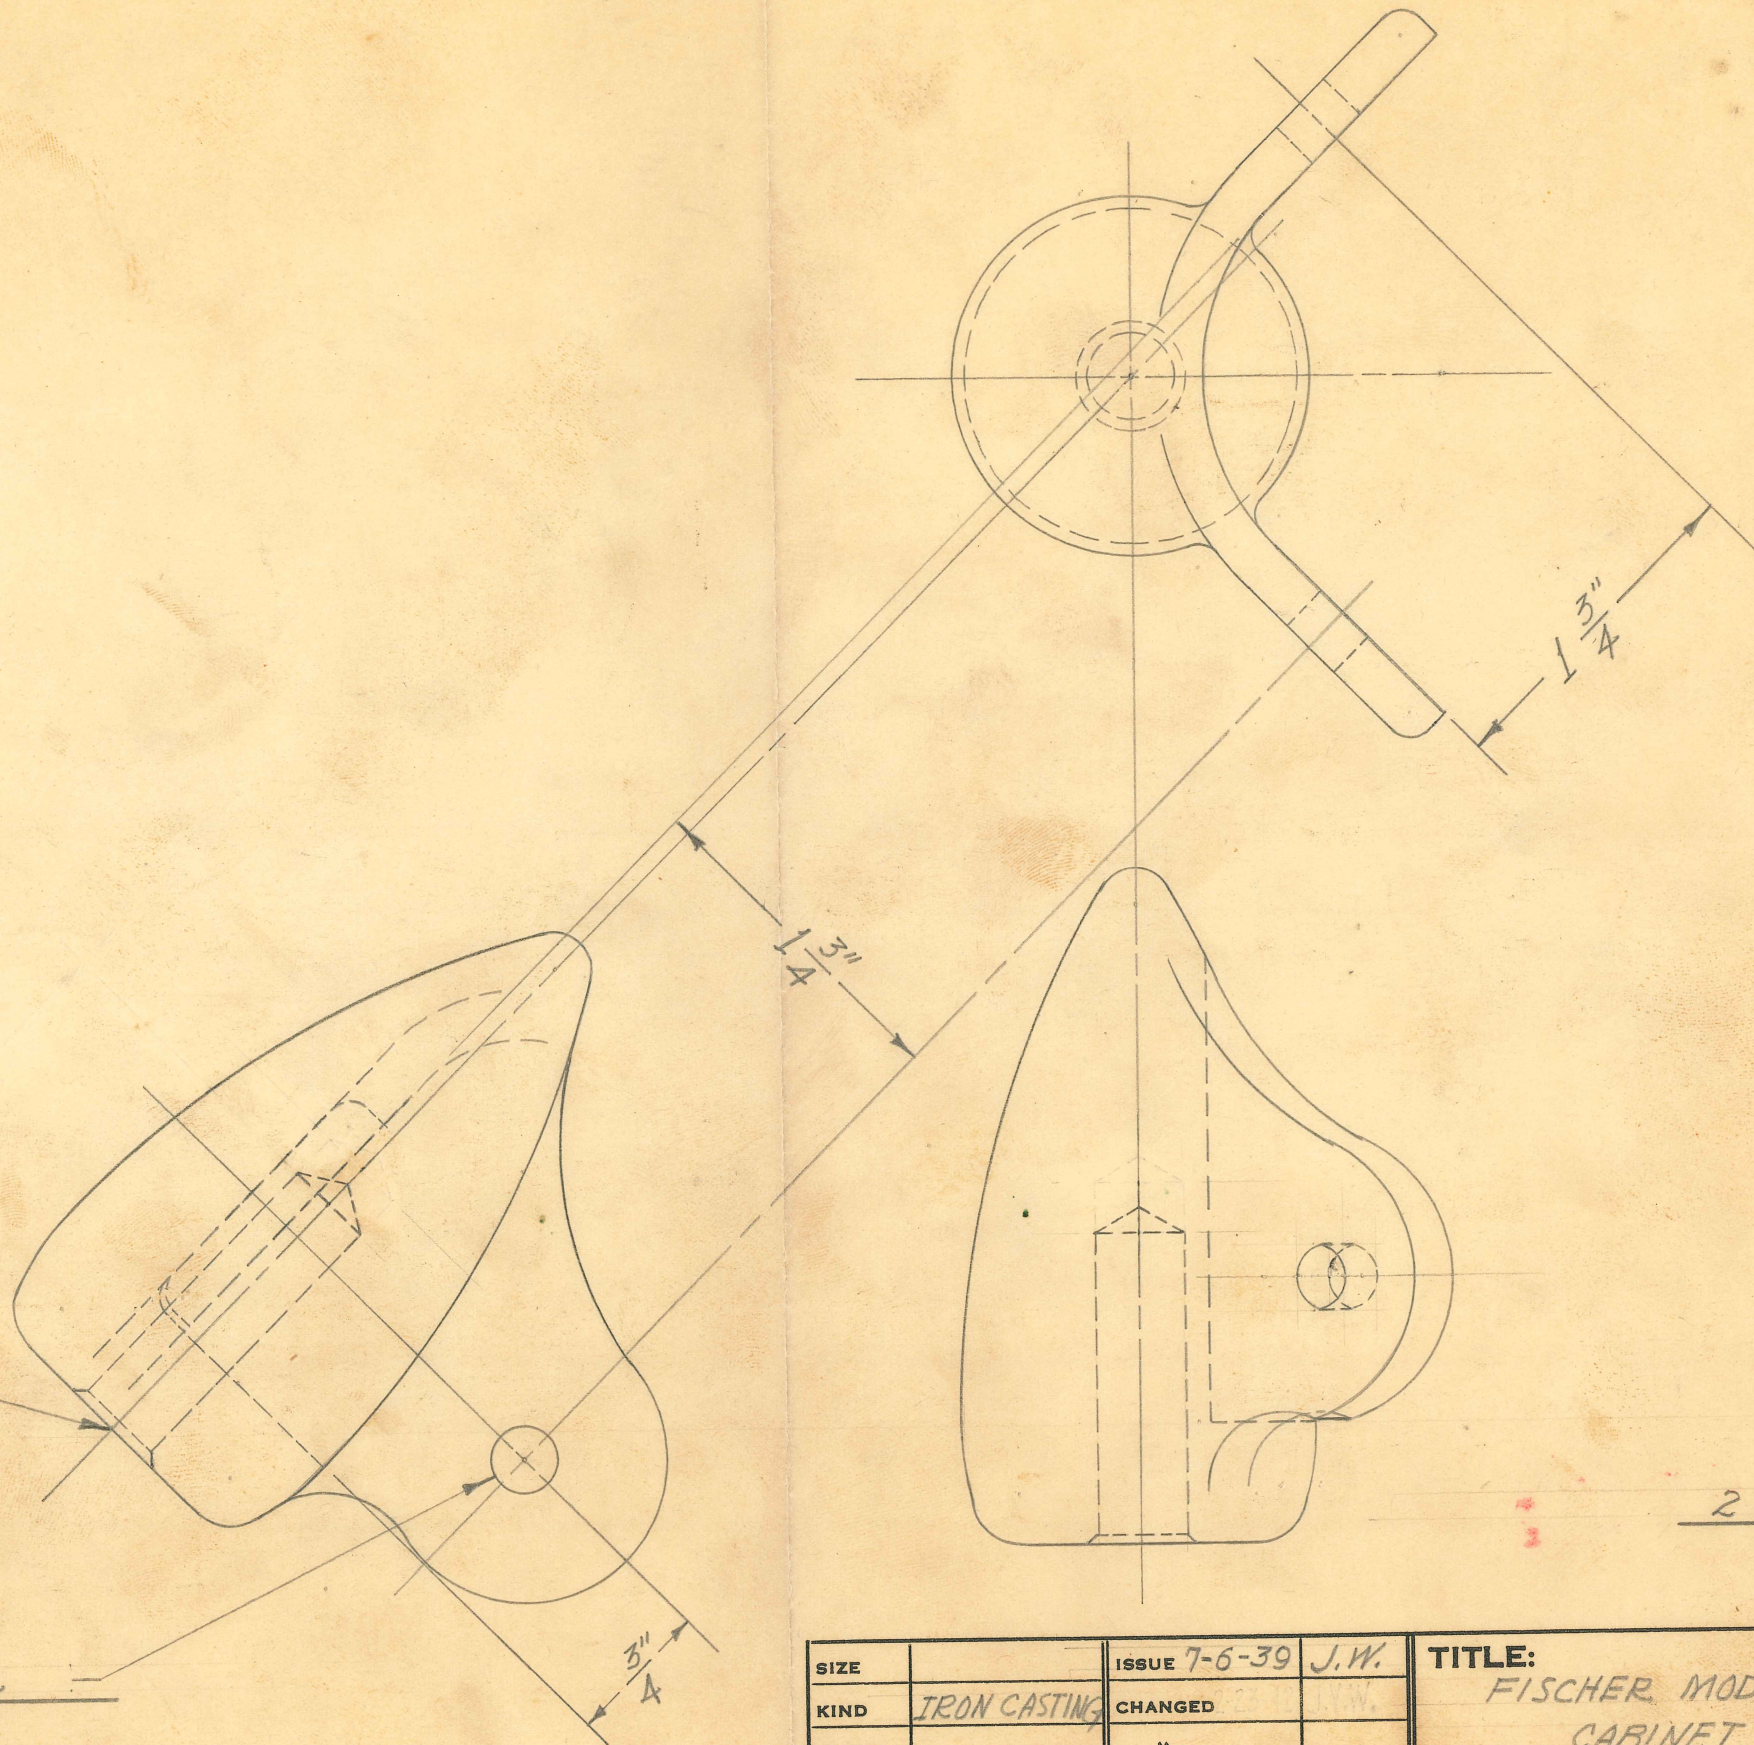 1 3/4"
1 3/4"
3/4"
2
SIZE
KIND IRON CASTING
ISSUE 7-6-39 J.W.
CHANGED
"
TITLE:
FISCHER MOD
CABINET